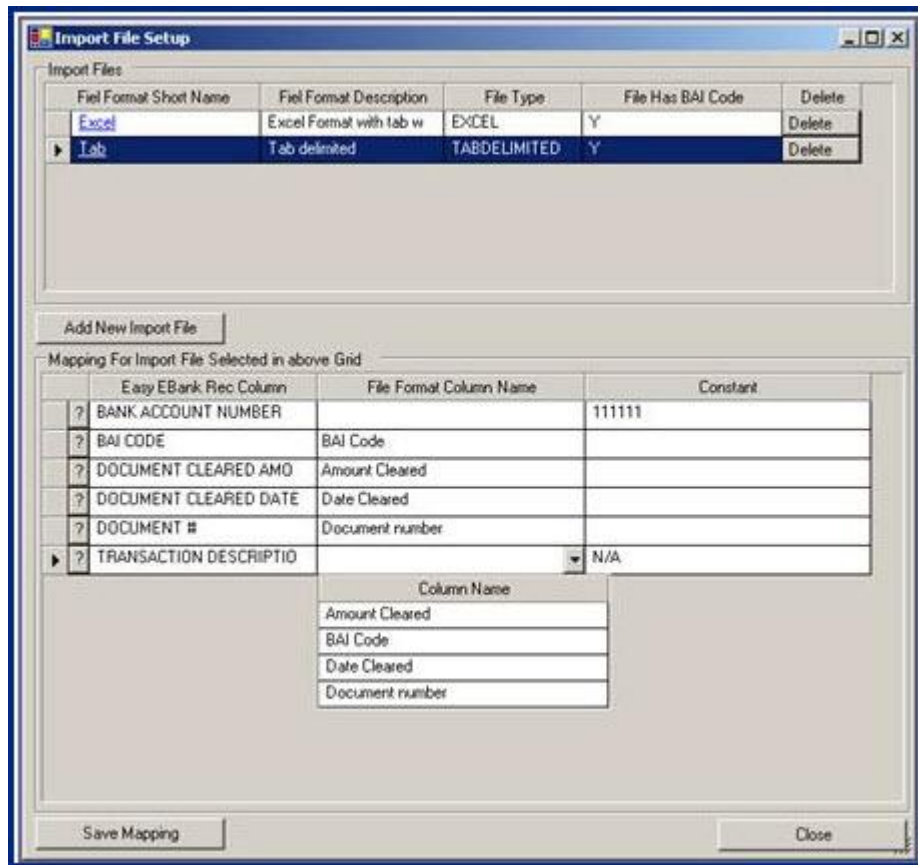 Import File Setup
Import Files
Fiel Format Short Name Fiel Format Description File Type File Has BAI Code Delete
Excel Excel Format with tab w EXCEL Y Delete
Tab Tab delimited TABDELIMITED Y Delete
Add New Import File
Mapping For Import File Selected in above Grid
Easy EBank Rec Column File Format Column Name Constant
? BANK ACCOUNT NUMBER 111111
? BAI CODE BAI Code
? DOCUMENT CLEARED AMO Amount Cleared
? DOCUMENT CLEARED DATE Date Cleared
? DOCUMENT # Document number
? TRANSACTION DESCRIPTIO N/A
Column Name
Amount Cleared
BAI Code
Date Cleared
Document number
Save Mapping Close